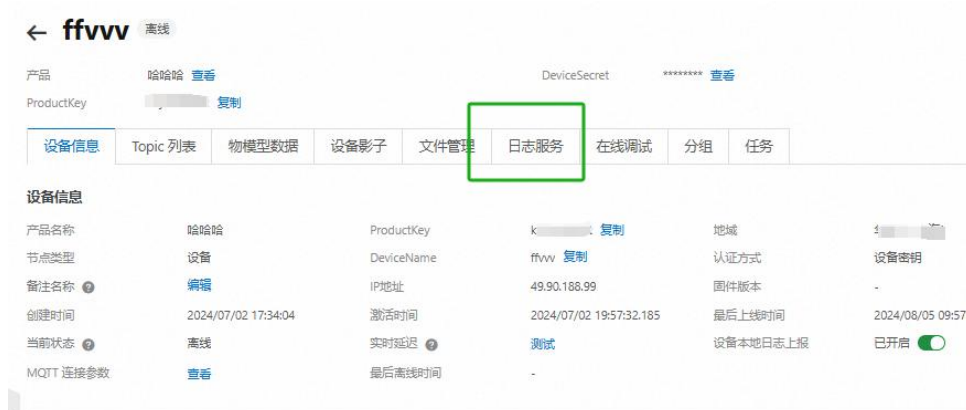 ← ffvvv 离线
产品 哈哈哈 查看 DeviceSecret ******** 查看
ProductKey 复制
设备信息 Topic 列表 物模型数据 设备影子 文件管理 日志服务 在线调试 分组 任务
设备信息
产品名称 哈哈哈 ProductKey k 复制 地域
节点类型 设备 DeviceName ffvvv 复制 认证方式 设备密钥
备注名称 编辑 IP地址 49.90.188.99 固件版本 -
创建时间 2024/07/02 17:34:04 激活时间 2024/07/02 19:57:32.185 最后上线时间 2024/08/05 09:57
当前状态 离线 实时延迟 测试 设备本地日志上报 已开启
MQTT 连接参数 查看 最后离线时间 -